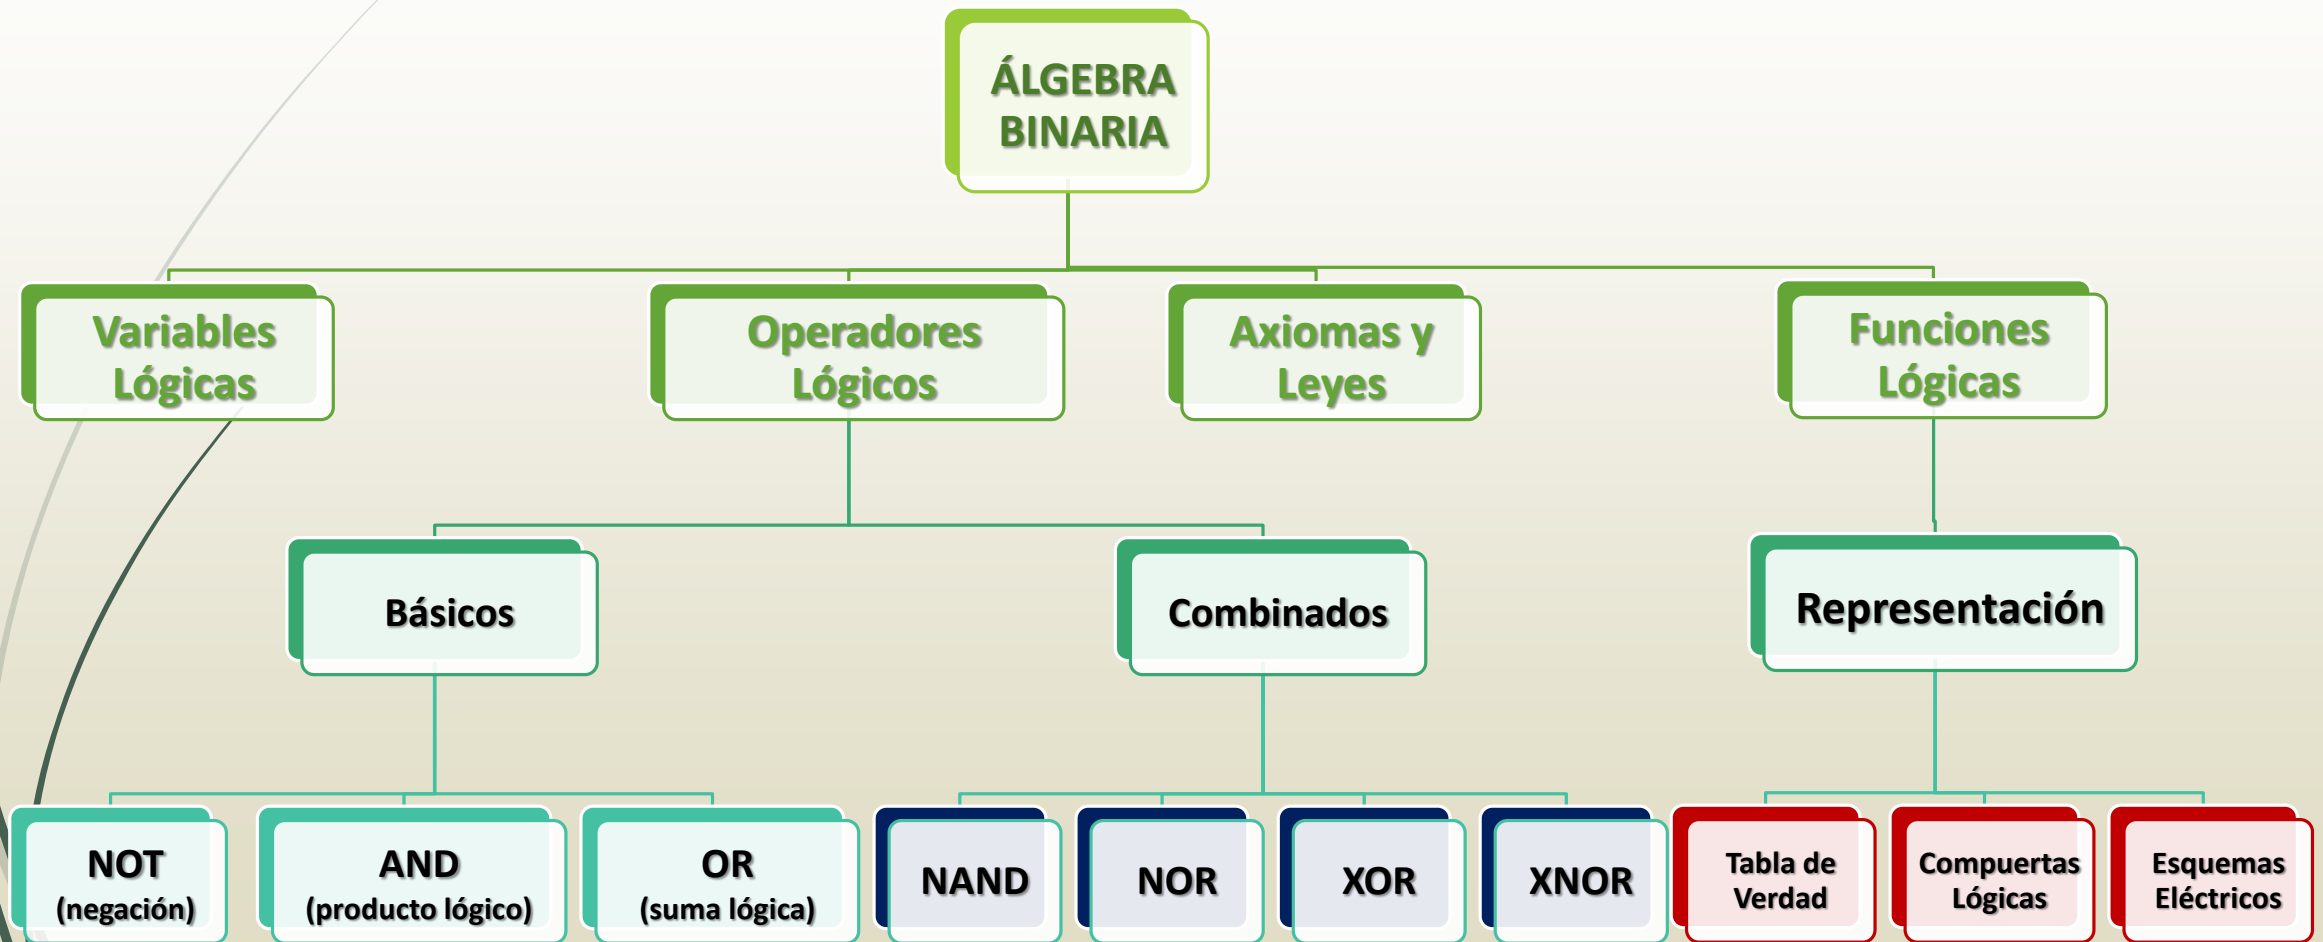 ÁLGEBRA
BINARIA
Variables
Lógicas
Operadores
Lógicos
Axiomas y
Leyes
Funciones
Lógicas
Básicos
Combinados
Representación
NOT
(negación)
AND
(producto lógico)
OR
(suma lógica)
NAND
NOR
XOR
XNOR
Tabla de
Verdad
Compuertas
Lógicas
Esquemas
Eléctricos